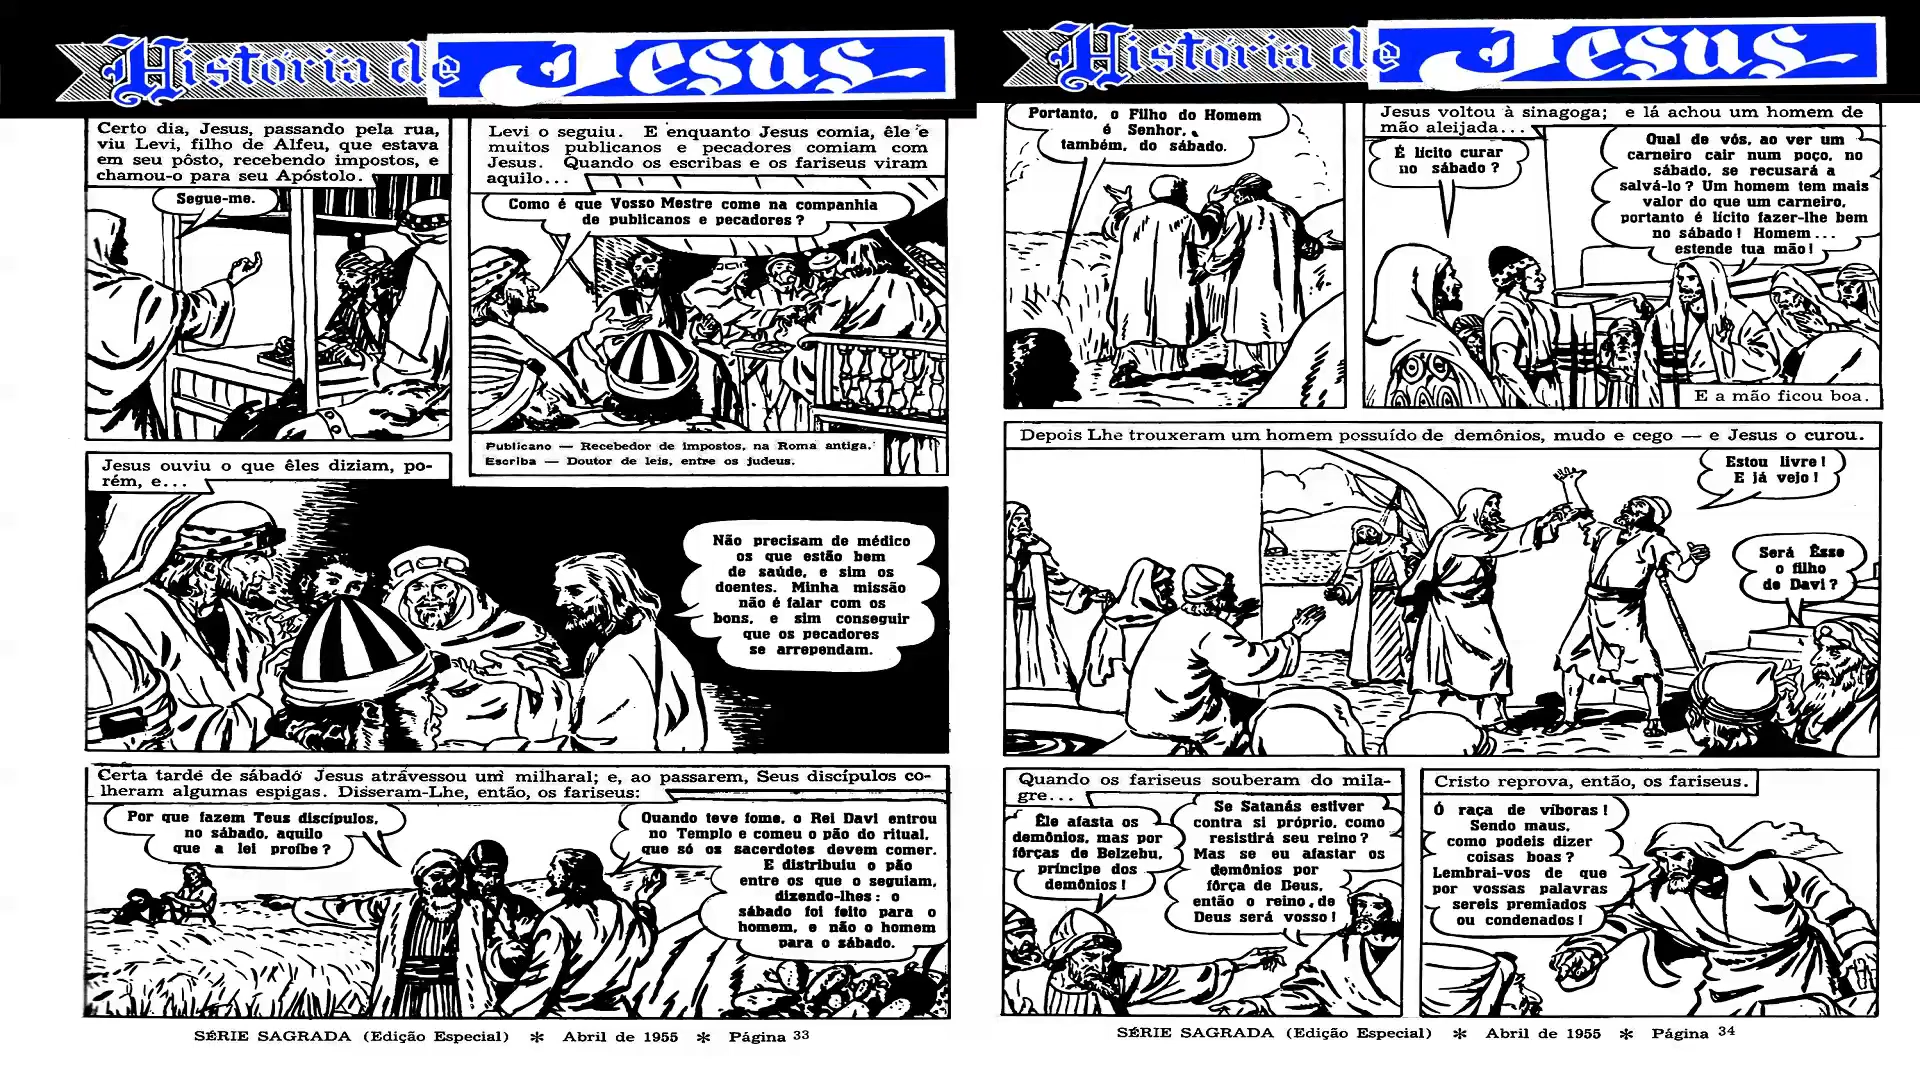 História de Jesus
Certo dia, Jesus, passando pela rua,
viu Levi, filho de Alfeu, que estava
em seu pôsto, recebendo impostos, e
chamou-o para seu Apóstolo.
Segue-me.
Levi o seguiu. E enquanto Jesus comia, êle e
muitos publicanos e pecadores comiam com
Jesus. Quando os escribas e os fariseus viram
aquilo...
Como é que Vosso Mestre come na companhia
de publicanos e pecadores?
Publicano — Recebedor de impostos, na Roma antiga.
Escriba — Doutor de leis, entre os judeus.
Jesus ouviu o que êles diziam, po-
rém, e...
Não precisam de médico
os que estão bem
de saúde, e sim os
doentes. Minha missão
não é falar com os
bons, e sim conseguir
que os pecadores
se arrependam.
Certa tarde de sábado Jesus atravessou um milharal; e, ao passarem, Seus discípulos co-
lheram algumas espigas. Disseram-Lhe, então, os fariseus:
Por que fazem Teus discípulos,
no sábado, aquilo
que a lei proíbe?
Quando teve fome, o Rei Davi entrou
no Templo e comeu o pão do ritual,
que só os sacerdotes devem comer.
E distribuiu o pão
entre os que o seguiam,
dizendo-lhes: o
sábado foi feito para o
homem, e não o homem
para o sábado.
SÉRIE SAGRADA (Edição Especial) * Abril de 1955 * Página 33
História de Jesus
Portanto, o Filho do Homem
é Senhor,
também, do sábado.
Jesus voltou à sinagoga; e lá achou um homem de
mão aleijada...
É lícito curar
no sábado?
Qual de vós, ao ver um
carneiro cair num poço, no
sábado, se recusará a
salvá-lo? Um homem tem mais
valor do que um carneiro,
portanto é lícito fazer-lhe bem
no sábado! Homem...
estende tua mão!
E a mão ficou boa.
Depois Lhe trouxeram um homem possuído de demônios, mudo e cego — e Jesus o curou.
Estou livre!
E já vejo!
Será Êsse
o filho
de Davi?
Quando os fariseus souberam do mila-
gre...
Êle afasta os
demônios, mas por
fôrças de Belzebu,
príncipe dos
demônios!
Se Satanás estiver
contra si próprio, como
resistirá seu reino?
Mas se eu afastar os
demônios por
fôrça de Deus,
então o reino de
Deus será vosso!
Cristo reprova, então, os fariseus.
Ó raça de víboras!
Sendo maus,
como podeis dizer
coisas boas?
Lembrai-vos de que
por vossas palavras
sereis premiados
ou condenados!
SÉRIE SAGRADA (Edição Especial) * Abril de 1955 * Página 34